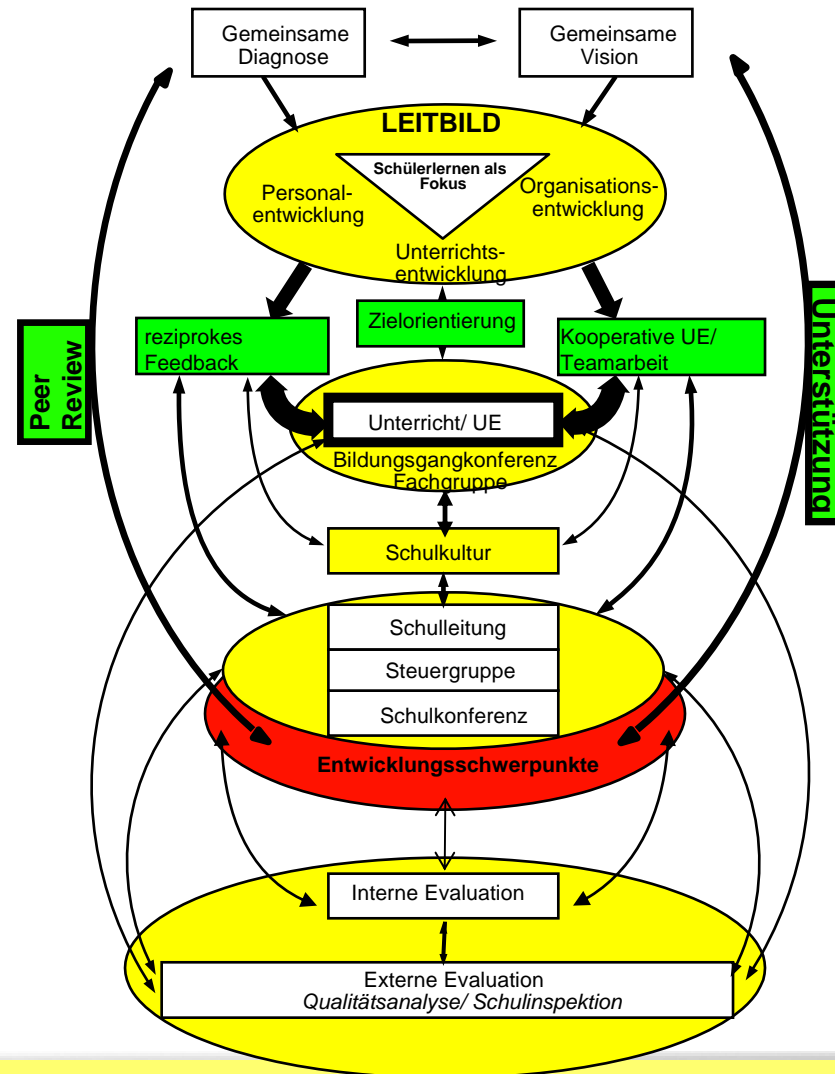 Gemeinsame
Diagnose
Gemeinsame
Vision
LEITBILD
Schülerlernen als
Fokus
Personal-
entwicklung
Organisations-
entwicklung
Unterrichts-
entwicklung
Peer
Review
reziprokes
Feedback
Zielorientierung
Kooperative UE/
Teamarbeit
Unterstützung
Unterricht/ UE
Bildungsgangkonferenz
Fachgruppe
Schulkultur
Schulleitung
Steuergruppe
Schulkonferenz
Entwicklungsschwerpunkte
Interne Evaluation
Externe Evaluation
Qualitätsanalyse/ Schulinspektion